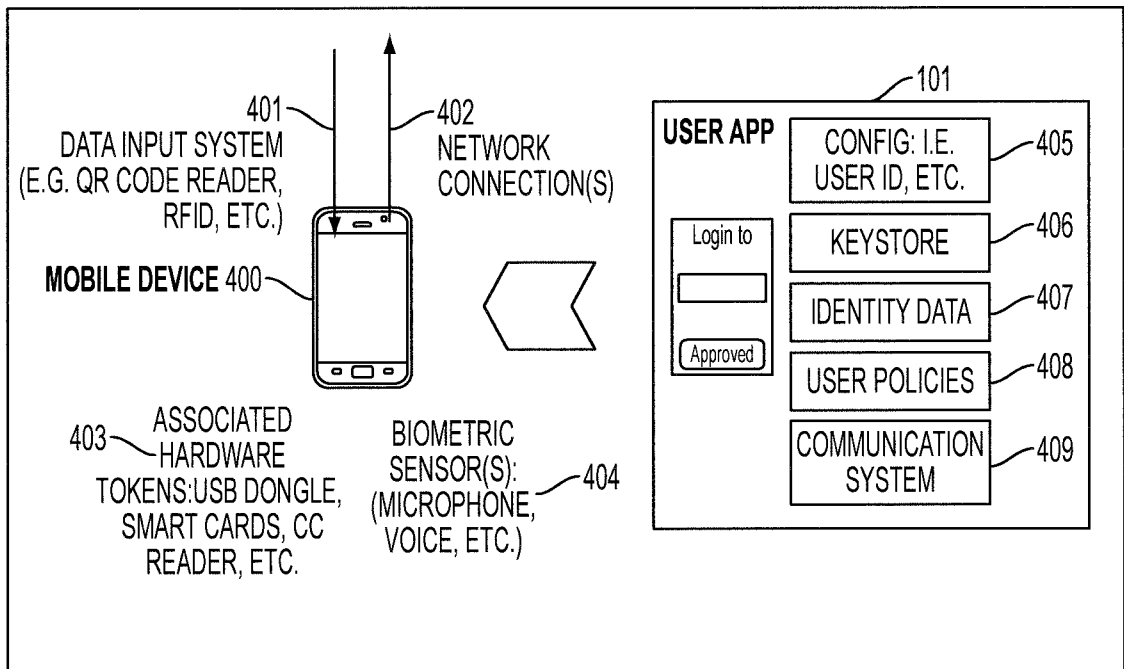 401
DATA INPUT SYSTEM
(E.G. QR CODE READER,
RFID, ETC.)
402
NETWORK
CONNECTION(S)
MOBILE DEVICE 400
403
ASSOCIATED
HARDWARE
TOKENS:USB DONGLE,
SMART CARDS, CC
READER, ETC.
BIOMETRIC
SENSOR(S):
(MICROPHONE,
VOICE, ETC.)
404
101
USER APP
Login to
Approved
CONFIG: I.E.
USER ID, ETC.
405
KEYSTORE
406
IDENTITY DATA
407
USER POLICIES
408
COMMUNICATION
SYSTEM
409